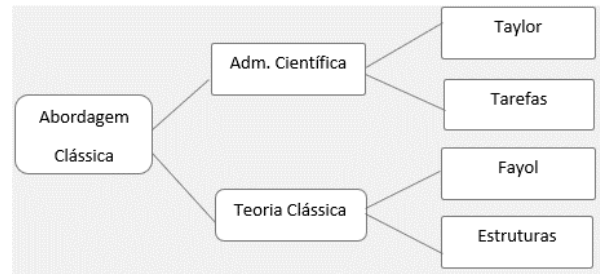 Abordagem
Clássica
Adm. Científica
Taylor
Tarefas
Teoria Clássica
Fayol
Estruturas